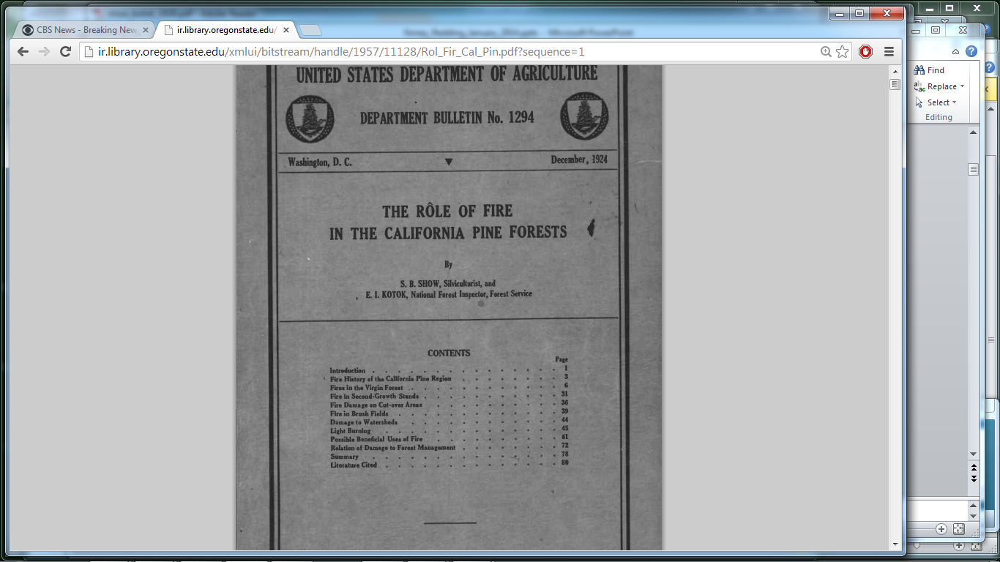 CBS News - Breaking New
ir.library.oregonstate.edu/
ir.library.oregonstate.edu/xmlui/bitstream/handle/1957/11128/Rol_Fir_Cal_Pin.pdf?sequence=1
Find
Replace
Select
Editing
UNITED STATES DEPARTMENT OF AGRICULTURE
DEPARTMENT BULLETIN No. 1294
Washington, D. C. December, 1924
THE RÔLE OF FIRE
IN THE CALIFORNIA PINE FORESTS
By
S. B. SHOW, Silviculturist, and
E. I. KOTOK, National Forest Inspector, Forest Service
CONTENTS
Page
Introduction . . . . . . . . . . . . . . . 1
Fire History of the California Pine Region . . . . . . . . 3
Fires in the Virgin Forest . . . . . . . . . . . . 6
Fire in Second-Growth Stands . . . . . . . . . . . 31
Fire Damage on Cut-over Areas . . . . . . . . . . 36
Fire in Brush Fields . . . . . . . . . . . . . 39
Damage to Watersheds . . . . . . . . . . . . 44
Light Burning . . . . . . . . . . . . . . 45
Possible Beneficial Uses of Fire . . . . . . . . . . 61
Relation of Damage to Forest Management . . . . . . . . 72
Summary . . . . . . . . . . . . . . . 78
Literature Cited . . . . . . . . . . . . . . 80